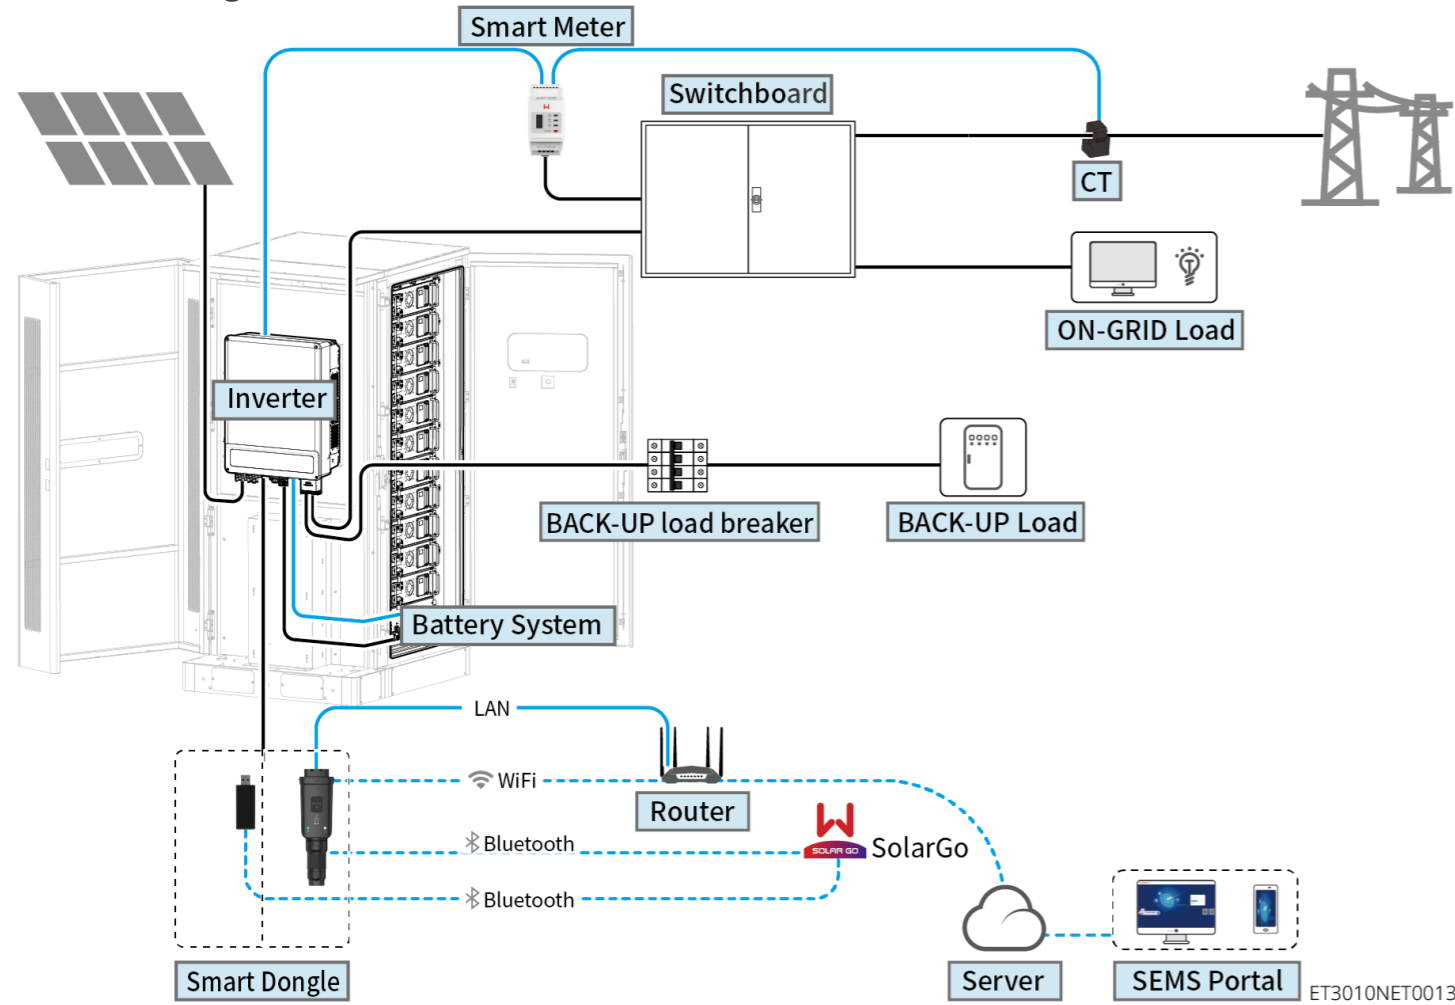 Smart Meter
Switchboard
CT
ON-GRID Load
Inverter
BACK-UP load breaker
BACK-UP Load
Battery System
LAN
WiFi
Router
Bluetooth
SOLAR GO
SolarGo
Bluetooth
Smart Dongle
Server
SEMS Portal
ET3010NET0013